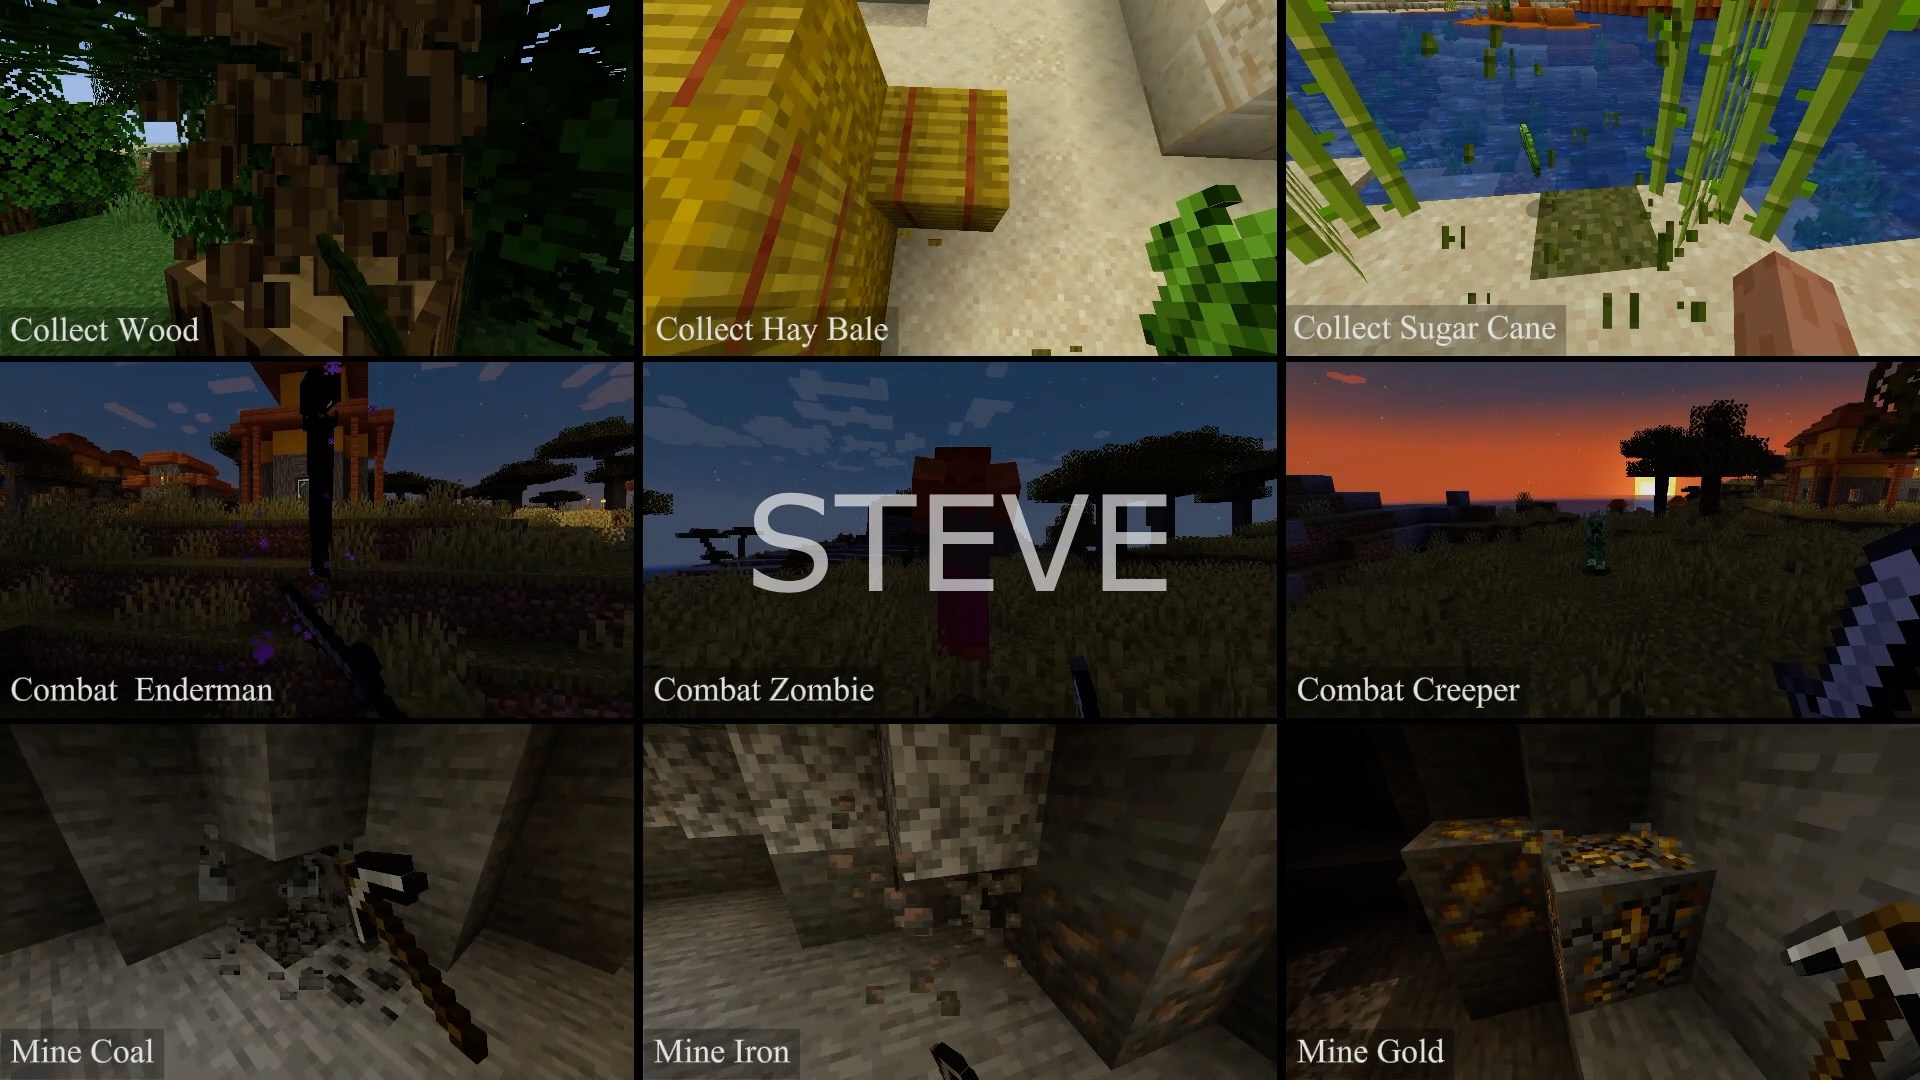 Collect Wood
Collect Hay Bale
Collect Sugar Cane
Combat  Enderman
STEVE
Combat Zombie
Combat Creeper
Mine Coal
Mine Iron
Mine Gold